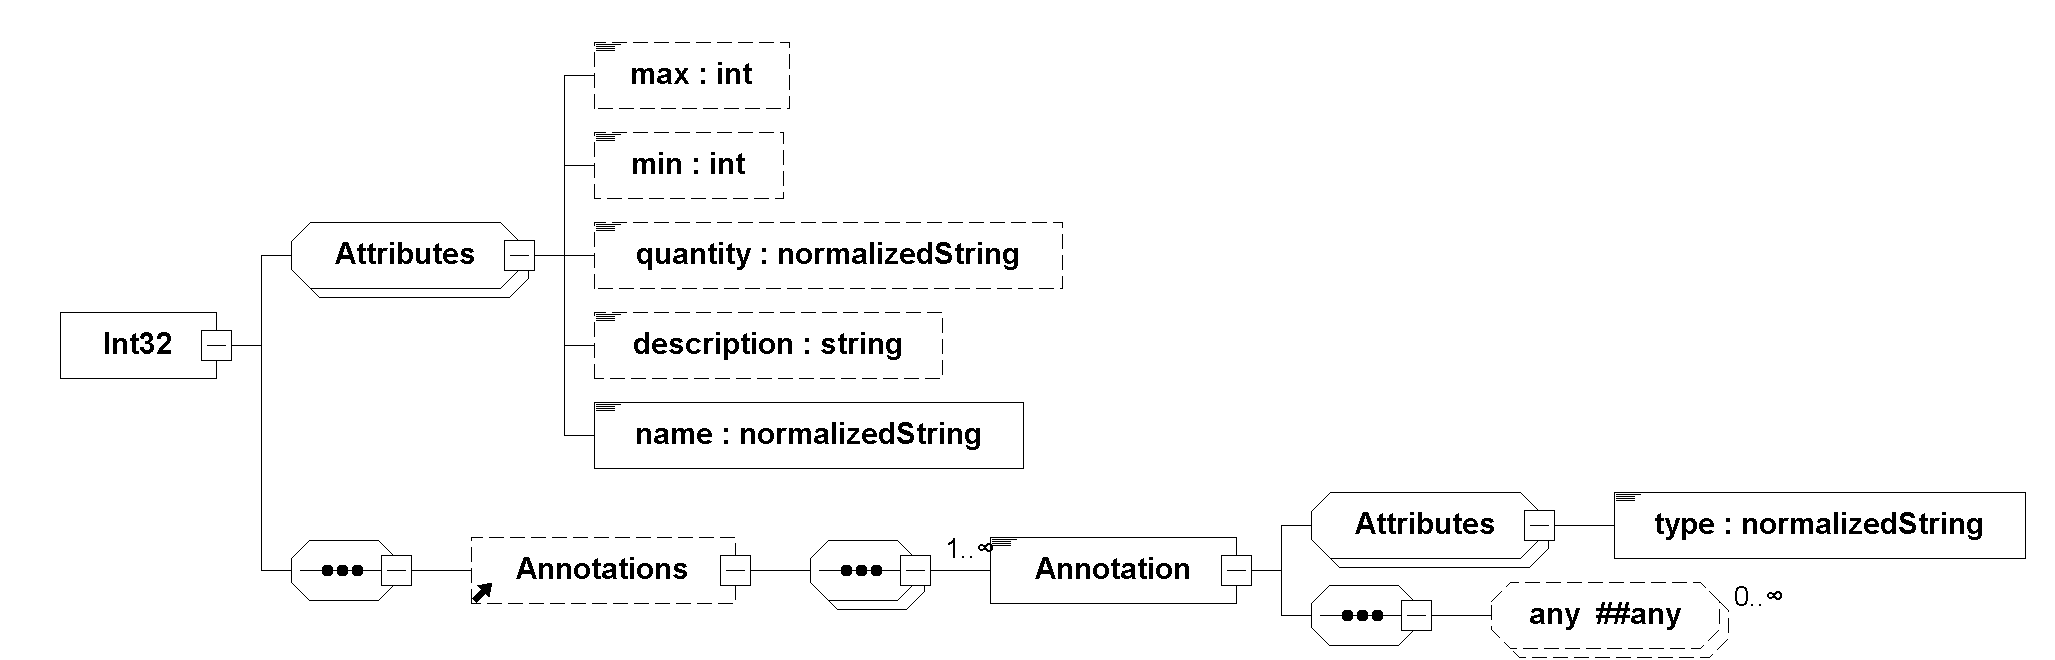 max : int
min : int
quantity : normalizedString
Attributes
description : string
Int32
name : normalizedString
Attributes
type : normalizedString
1..∞
Annotations
Annotation
any ##any
0..∞